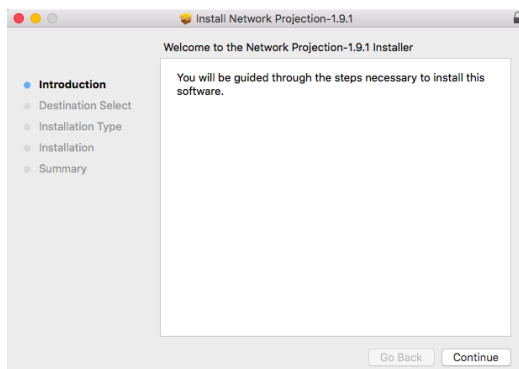 Install Network Projection-1.9.1
Welcome to the Network Projection-1.9.1 Installer
Introduction
Destination Select
Installation Type
Installation
Summary
You will be guided through the steps necessary to install this
software.
Go Back
Continue